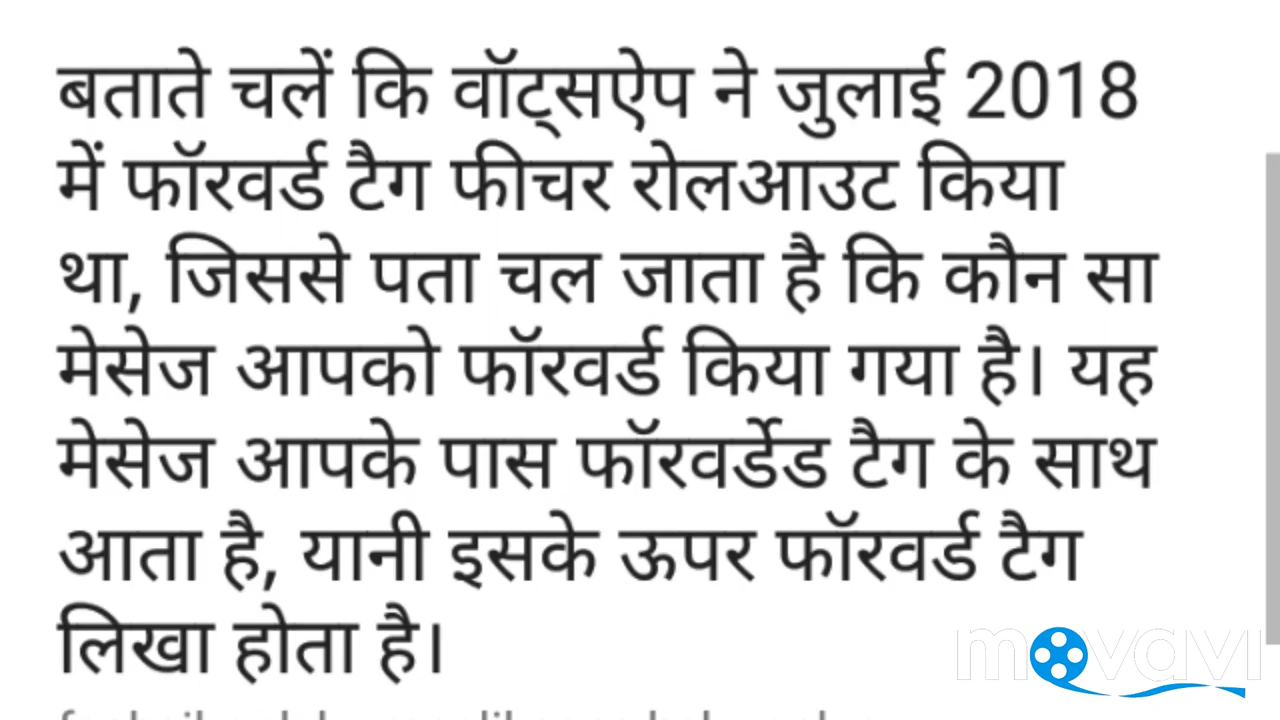 बताते चलें कि वॉट्सऐप ने जुलाई 2018
में फॉरवर्ड टैग फीचर रोलआउट किया
था, जिससे पता चल जाता है कि कौन सा
मेसेज आपको फॉरवर्ड किया गया है। यह
मेसेज आपके पास फॉरवर्डेड टैग के साथ
आता है, यानी इसके ऊपर फॉरवर्ड टैग
लिखा होता है।
movavi